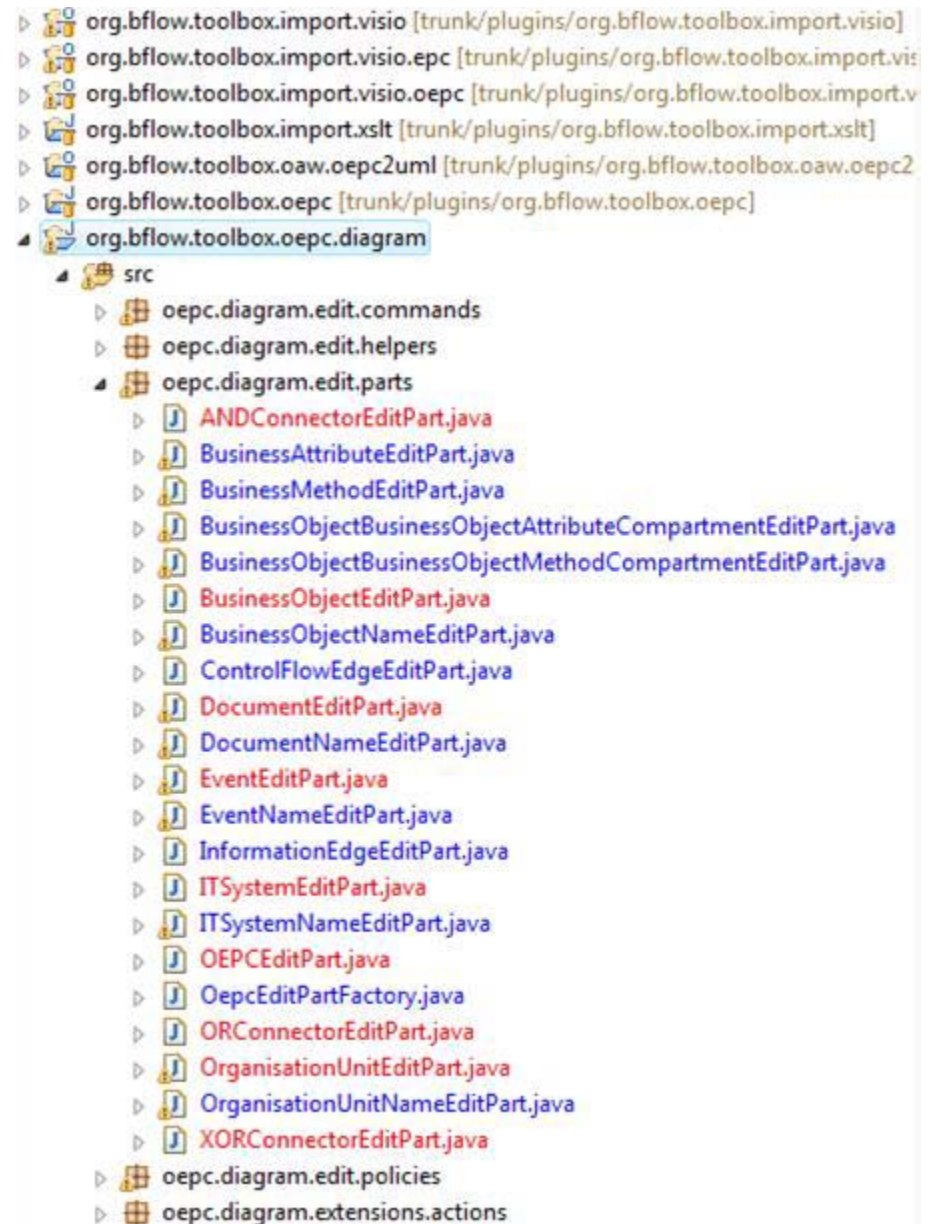 org.bflow.toolbox.import.visio [trunk/plugins/org.bflow.toolbox.import.visio]
org.bflow.toolbox.import.visio.epc [trunk/plugins/org.bflow.toolbox.import.vis
org.bflow.toolbox.import.visio.oepc [trunk/plugins/org.bflow.toolbox.import.v
org.bflow.toolbox.import.xslt [trunk/plugins/org.bflow.toolbox.import.xslt]
org.bflow.toolbox.oaw.oepc2uml [trunk/plugins/org.bflow.toolbox.oaw.oepc2
org.bflow.toolbox.oepc [trunk/plugins/org.bflow.toolbox.oepc]
org.bflow.toolbox.oepc.diagram
src
oepc.diagram.edit.commands
oepc.diagram.edit.helpers
oepc.diagram.edit.parts
ANDConnectorEditPart.java
BusinessAttributeEditPart.java
BusinessMethodEditPart.java
BusinessObjectBusinessObjectAttributeCompartmentEditPart.java
BusinessObjectBusinessObjectMethodCompartmentEditPart.java
BusinessObjectEditPart.java
BusinessObjectNameEditPart.java
ControlFlowEdgeEditPart.java
DocumentEditPart.java
DocumentNameEditPart.java
EventEditPart.java
EventNameEditPart.java
InformationEdgeEditPart.java
ITSystemEditPart.java
ITSystemNameEditPart.java
OEPCEditPart.java
OepcEditPartFactory.java
ORConnectorEditPart.java
OrganisationUnitEditPart.java
OrganisationUnitNameEditPart.java
XORConnectorEditPart.java
oepc.diagram.edit.policies
oepc.diagram.extensions.actions